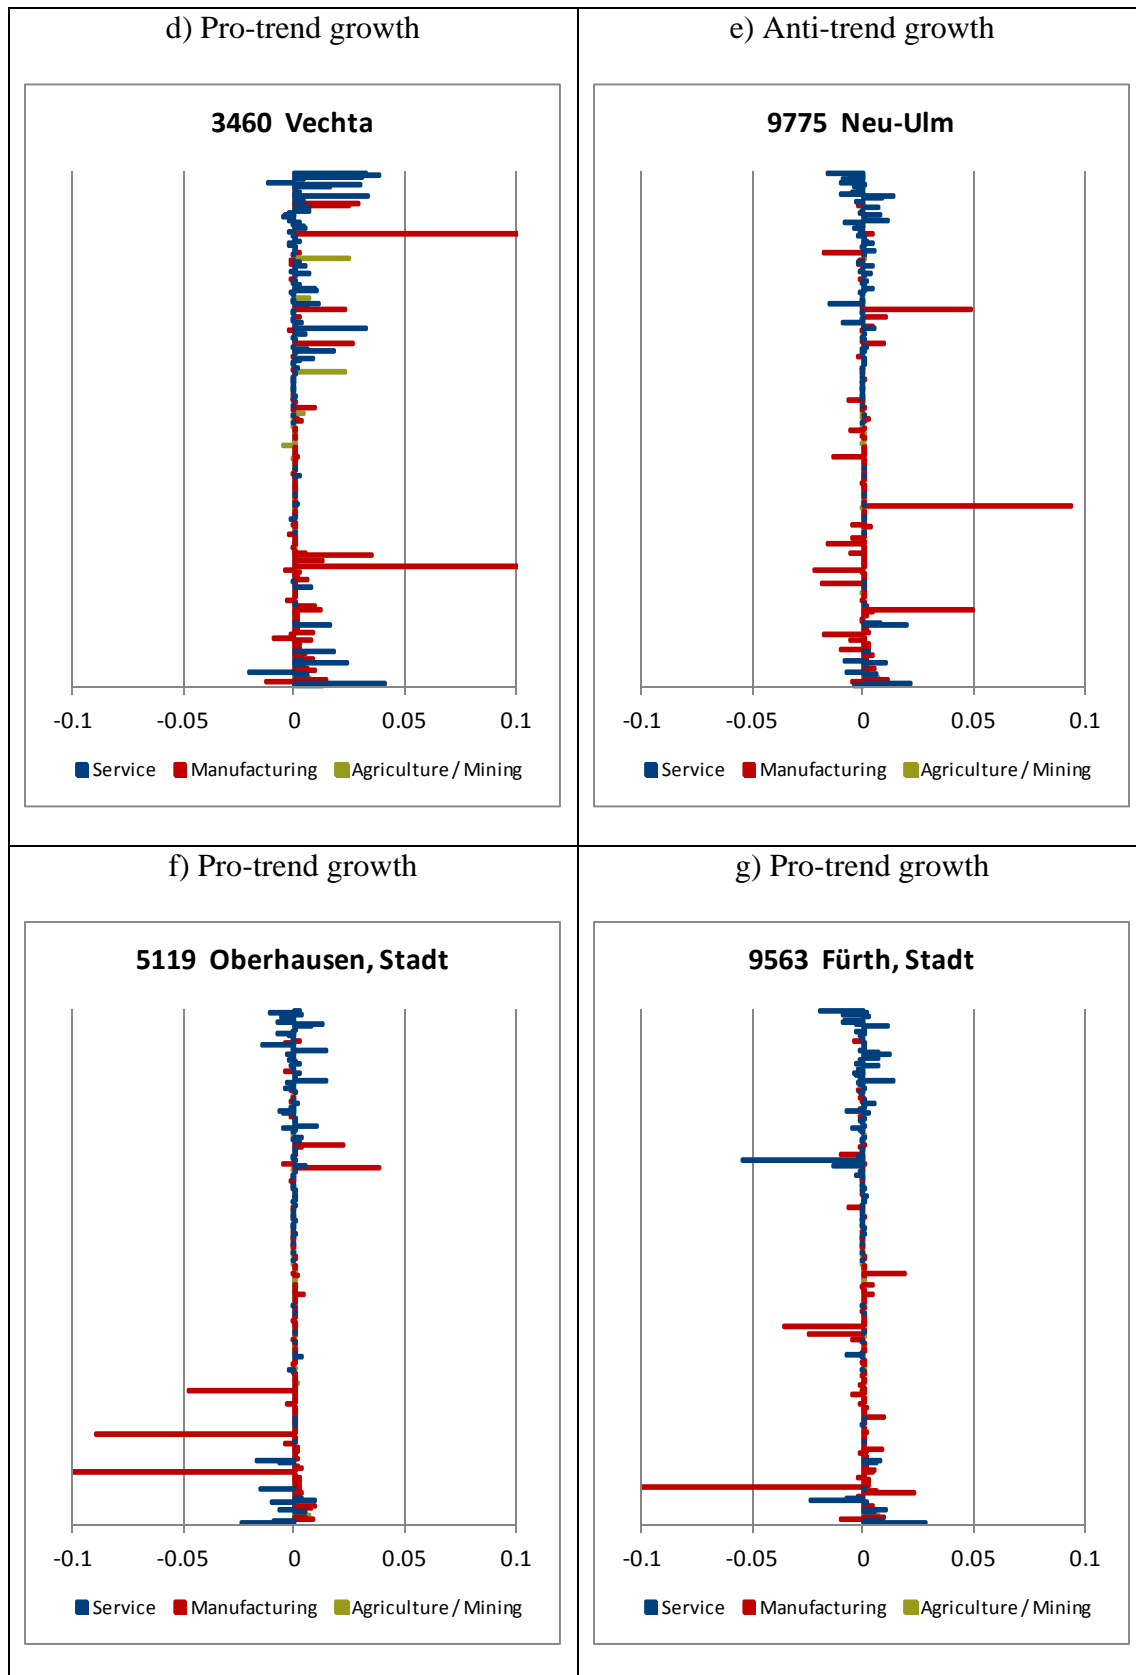 d) Pro-trend growth
e) Anti-trend growth
3460 Vechta
9775 Neu-Ulm
-0.1 -0.05 0 0.05 0.1
-0.1 -0.05 0 0.05 0.1
Service Manufacturing Agriculture / Mining
Service Manufacturing Agriculture / Mining
f) Pro-trend growth
g) Pro-trend growth
5119 Oberhausen, Stadt
9563 Fürth, Stadt
-0.1 -0.05 0 0.05 0.1
-0.1 -0.05 0 0.05 0.1
Service Manufacturing Agriculture / Mining
Service Manufacturing Agriculture / Mining